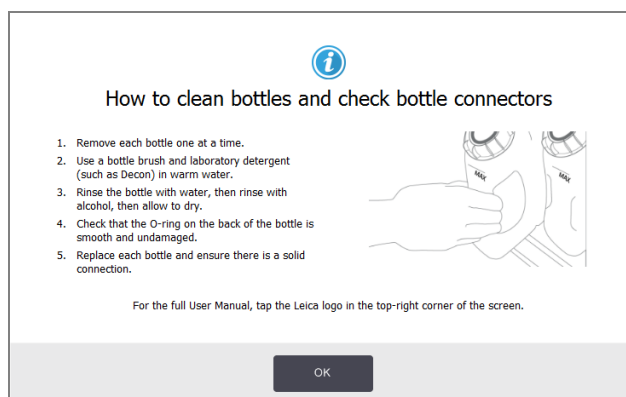 How to clean bottles and check bottle connectors
1. Remove each bottle one at a time.
2. Use a bottle brush and laboratory detergent
(such as Decon) in warm water.
3. Rinse the bottle with water, then rinse with
alcohol, then allow to dry.
4. Check that the O-ring on the back of the bottle is
smooth and undamaged.
5. Replace each bottle and ensure there is a solid
connection.
MAX
MAX
For the full User Manual, tap the Leica logo in the top-right corner of the screen.
OK